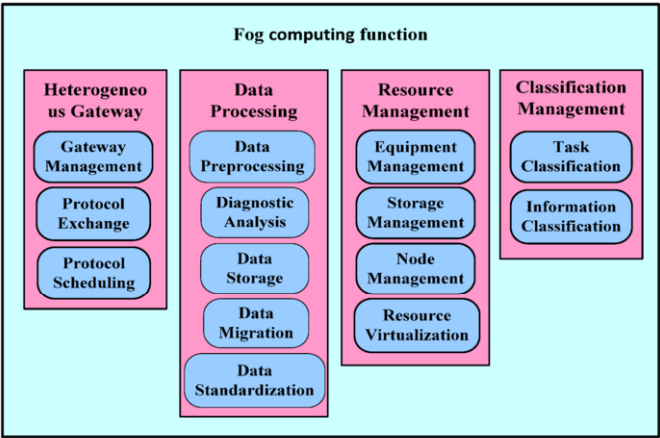 Fog computing function
Heterogeneo
us Gateway
Gateway
Management
Protocol
Exchange
Protocol
Scheduling
Data
Processing
Data
Preprocessing
Diagnostic
Analysis
Data
Storage
Data
Migration
Data
Standardization
Resource
Management
Equipment
Management
Storage
Management
Node
Management
Resource
Virtualization
Classification
Management
Task
Classification
Information
Classification